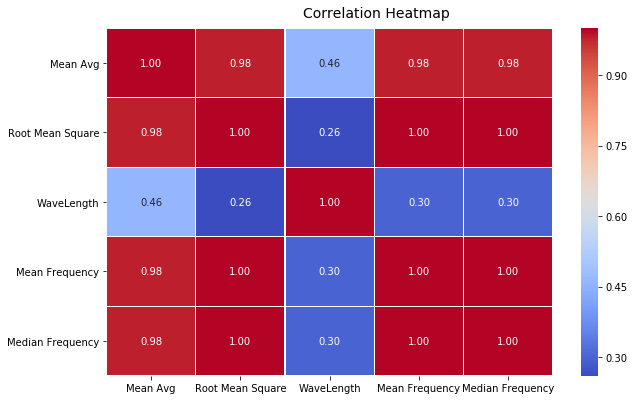 Correlation Heatmap
Mean Avg 1.00 0.98 0.46 0.98 0.98
Root Mean Square 0.98 1.00 0.26 1.00 1.00
WaveLength 0.46 0.26 1.00 0.30 0.30
Mean Frequency 0.98 1.00 0.30 1.00 1.00
Median Frequency 0.98 1.00 0.30 1.00 1.00
Mean Avg Root Mean Square WaveLength Mean Frequency Median Frequency
0.90
0.75
0.60
0.45
0.30